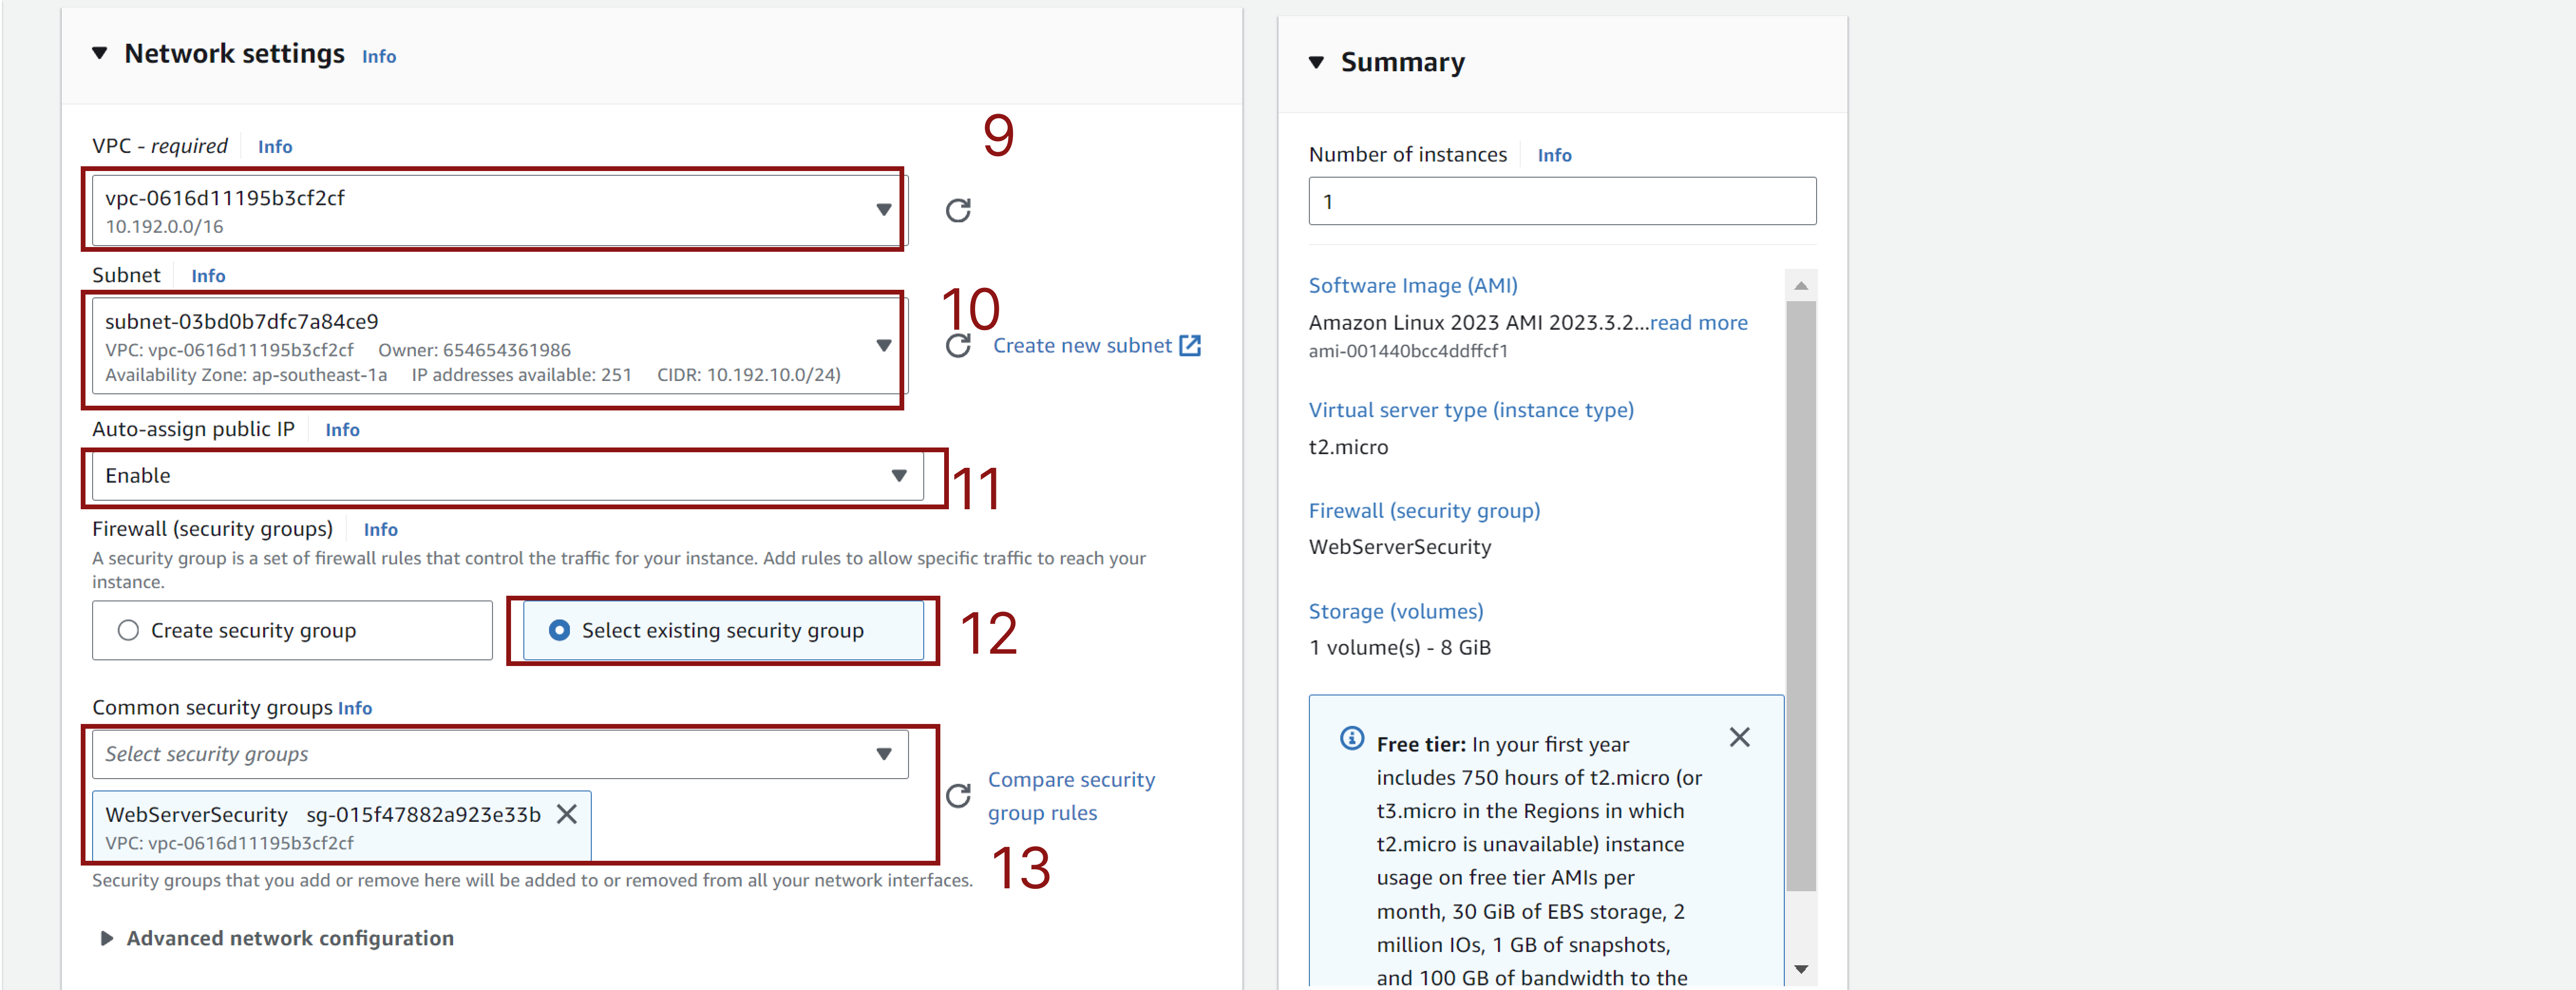 Network settings Info
9
VPC - required Info
vpc-0616d11195b3cf2cf
10.192.0.0/16
Subnet Info
10
subnet-03bd0b7dfc7a84ce9
VPC: vpc-0616d11195b3cf2cf Owner: 654654361986
Availability Zone: ap-southeast-1a IP addresses available: 251 CIDR: 10.192.10.0/24)
Create new subnet
Auto-assign public IP Info
Enable
11
Firewall (security groups) Info
A security group is a set of firewall rules that control the traffic for your instance. Add rules to allow specific traffic to reach your
instance.
Create security group
Select existing security group
12
Common security groups Info
Select security groups
WebServerSecurity sg-015f47882a923e33b
VPC: vpc-0616d11195b3cf2cf
Compare security
group rules
13
Security groups that you add or remove here will be added to or removed from all your network interfaces.
Advanced network configuration
Summary
Number of instances Info
1
Software Image (AMI)
Amazon Linux 2023 AMI 2023.3.2...read more
ami-001440bcc4ddffcf1
Virtual server type (instance type)
t2.micro
Firewall (security group)
WebServerSecurity
Storage (volumes)
1 volume(s) - 8 GiB
Free tier: In your first year
includes 750 hours of t2.micro (or
t3.micro in the Regions in which
t2.micro is unavailable) instance
usage on free tier AMIs per
month, 30 GiB of EBS storage, 2
million IOs, 1 GB of snapshots,
and 100 GB of bandwidth to the